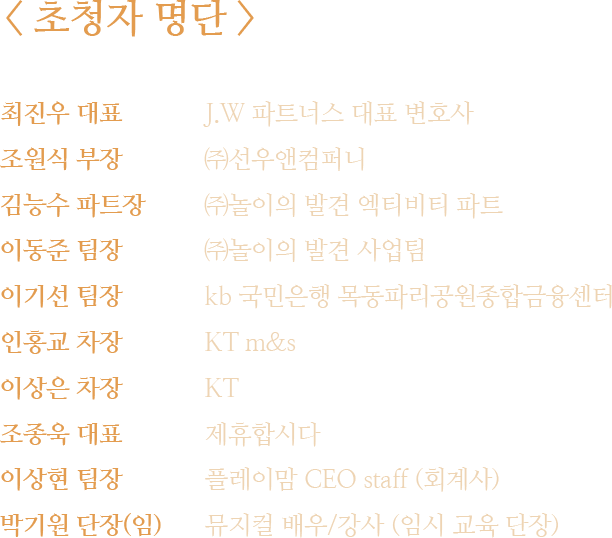 < 초청자 명단 >
최진우 대표 J.W 파트너스 대표 변호사
조원식 부장 ㈜선우앤컴퍼니
김능수 파트장 ㈜놀이의 발견 엑티비티 파트
이동준 팀장 ㈜놀이의 발견 사업팀
이기선 팀장 kb 국민은행 목동파리공원종합금융센터
인홍교 차장 KT m&s
이상은 차장 KT
조종욱 대표 제휴합시다
이상현 팀장 플레이맘 CEO staff (회계사)
박기원 단장(임) 뮤지컬 배우/강사 (임시 교육 단장)